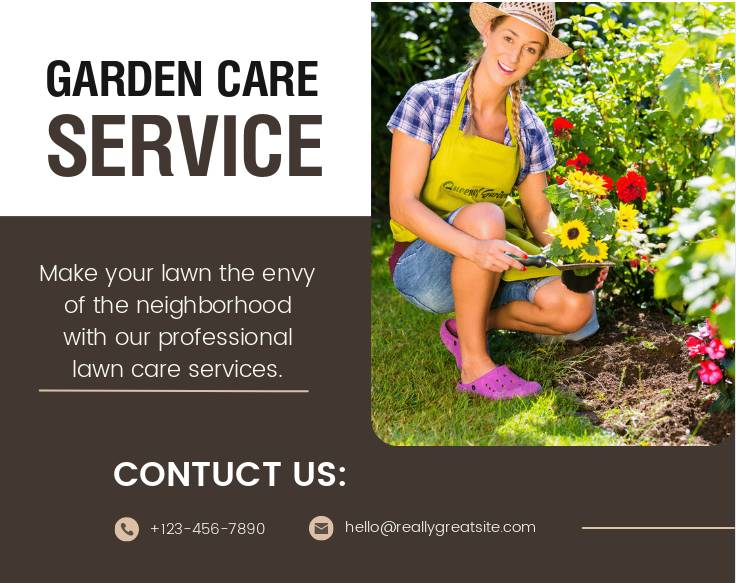 GARDEN CARE
SERVICE
Make your lawn the envy
of the neighborhood
with our professional
lawn care services.
CONTUCT US:
+123-456-7890
hello@reallygreatsite.com